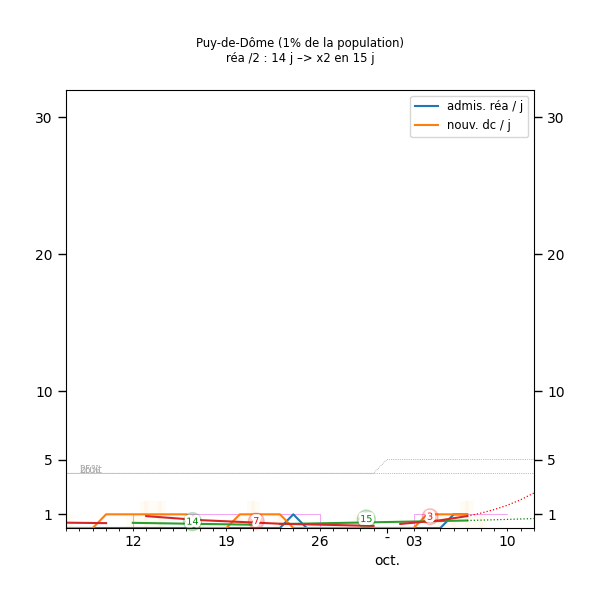 Puy-de-Dôme (1% de la population)
réa /2 : 14 j –> x2 en 15 j
admis. réa / j
nouv. dc / j
30 30
20 20
10 10
5 5
25%
14 7 15 3
1 1
12 19 26 - 03 10
oct.